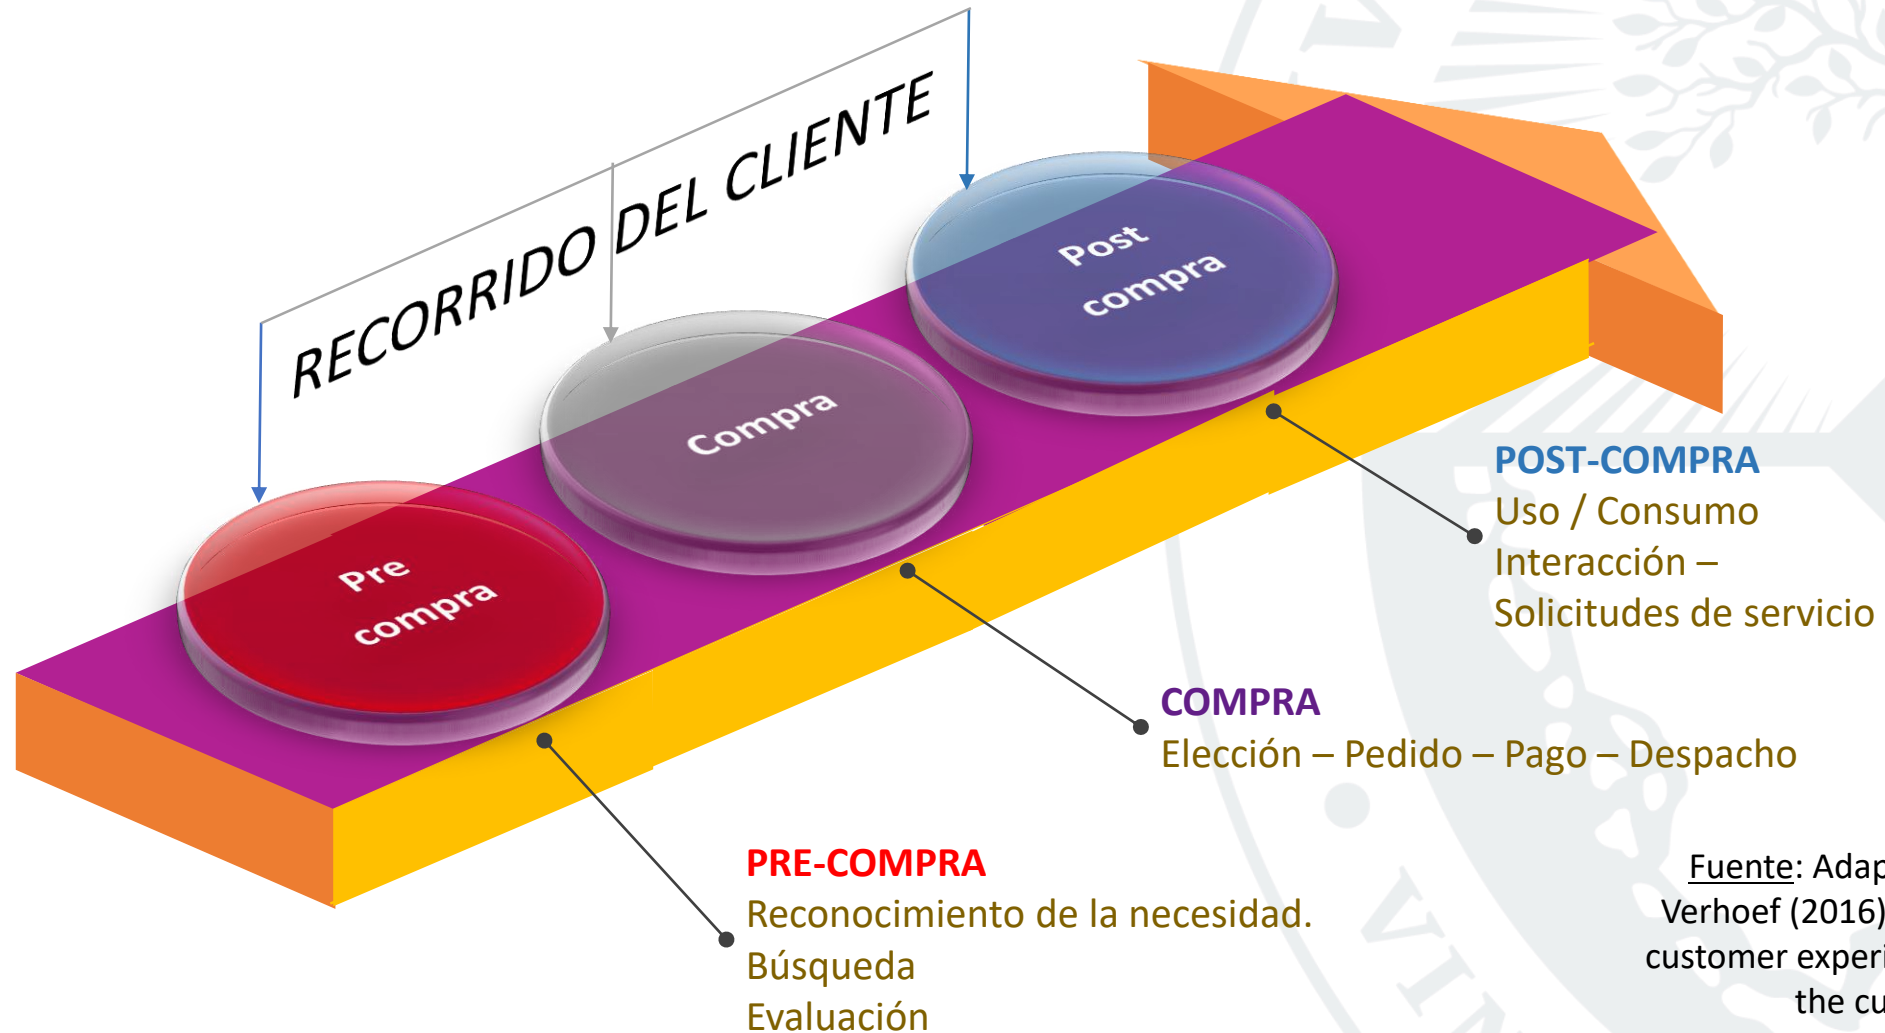 RECORRIDO DEL CLIENTE
Pre
compra
Compra
Post
compra
POST-COMPRA
Uso / Consumo
Interacción –
Solicitudes de servicio
COMPRA
Elección – Pedido – Pago – Despacho
PRE-COMPRA
Reconocimiento de la necesidad.
Búsqueda
Evaluación
Fuente: Adap
Verhoef (2016)
customer experi
the cu